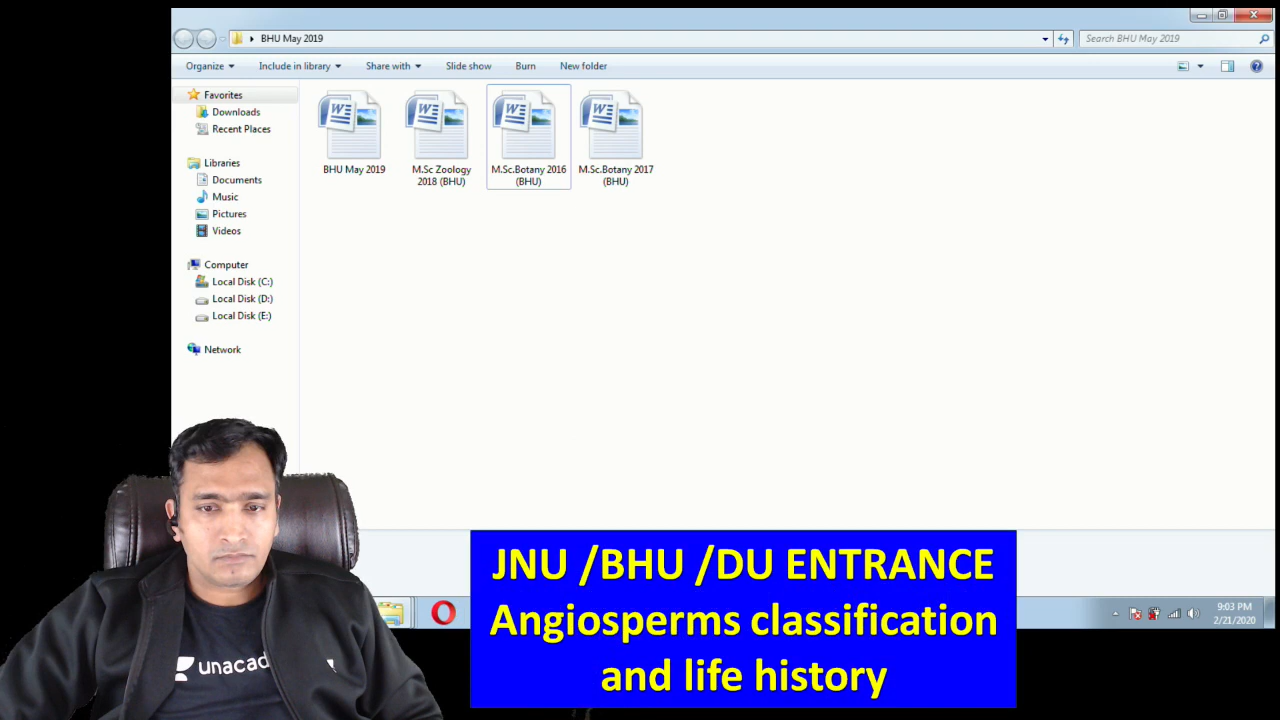 BHU May 2019
Search BHU May 2019
Organize
Include in library
Share with
Slide show
Burn
New folder
Favorites
Downloads
Recent Places
Libraries
Documents
Music
Pictures
Videos
Computer
Local Disk (C:)
Local Disk (D:)
Local Disk (E:)
Network
BHU May 2019
M.Sc Zoology
2018 (BHU)
M.Sc.Botany 2016
(BHU)
M.Sc.Botany 2017
(BHU)
9:03 PM
2/21/2020
JNU /BHU /DU ENTRANCE
Angiosperms classification
and life history
unacad